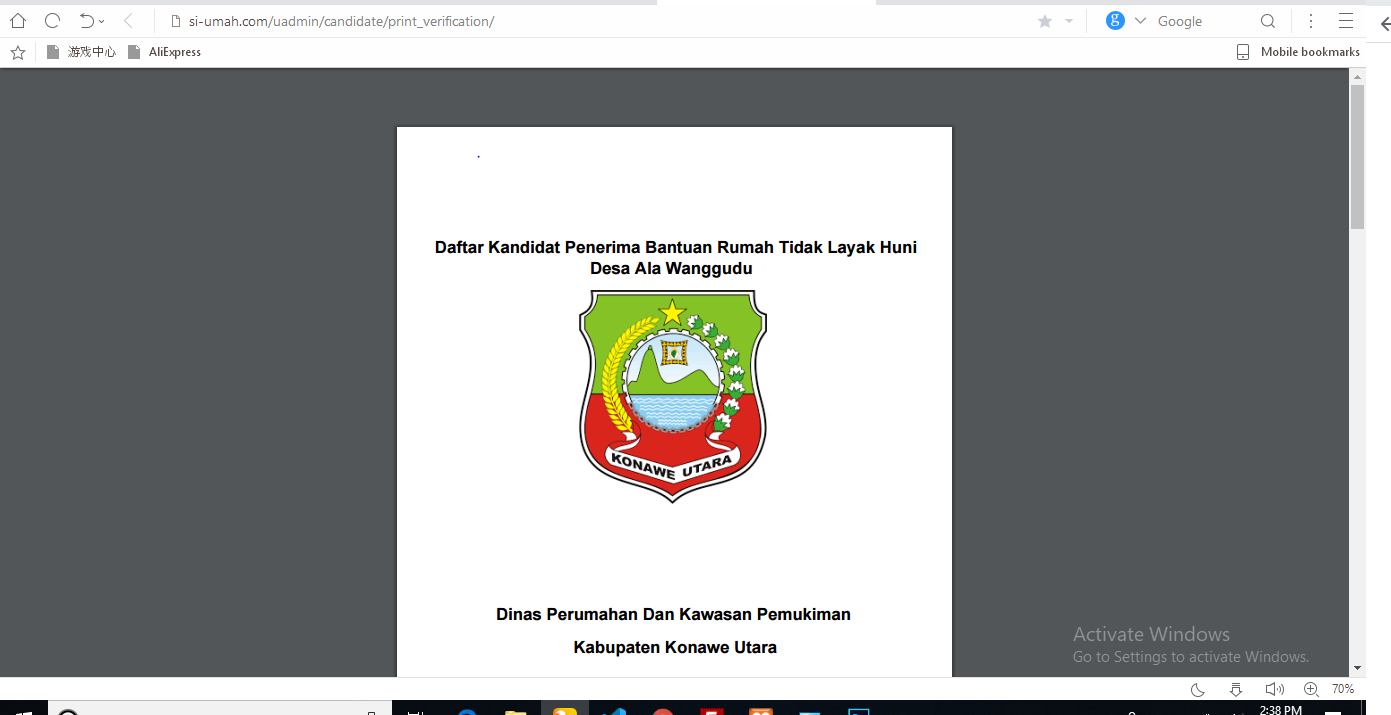 si-umah.com/uadmin/candidate/print_verification/
g
Google
游戏中心
AliExpress
Mobile bookmarks
Daftar Kandidat Penerima Bantuan Rumah Tidak Layak Huni
Desa Ala Wanggudu
KONAWE UTARA
Dinas Perumahan Dan Kawasan Pemukiman
Kabupaten Konawe Utara
Activate Windows
Go to Settings to activate Windows.
70%
2:38 PM